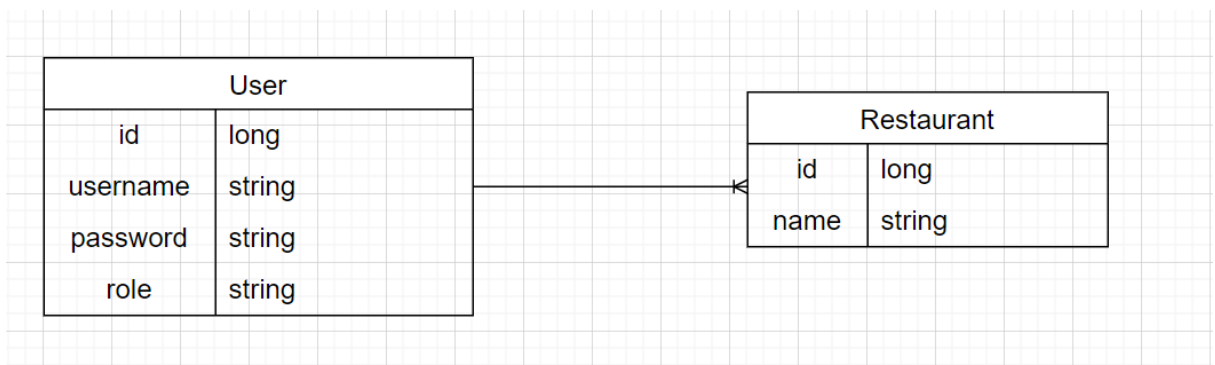 User
id long
username string
password string
role string
Restaurant
id long
name string